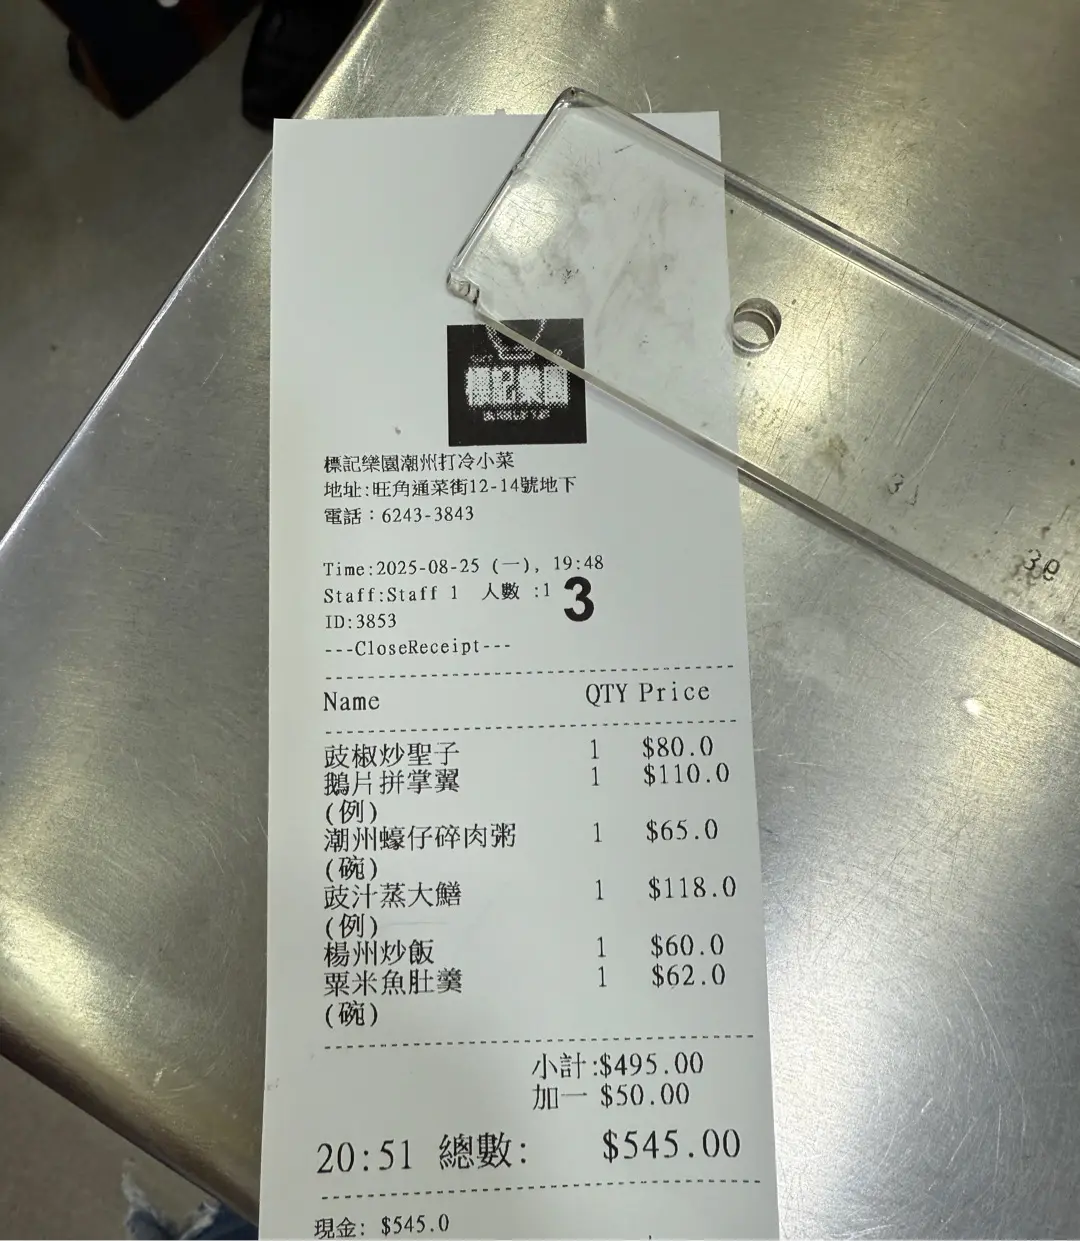 標記樂園潮州打冷小菜
地址:旺角通菜街12-14號地下
電話：6243-3843
Time:2025-08-25 (一), 19:48
Staff:Staff 1 人數 :1 3
ID:3853
---CloseReceipt---
Name QTY Price
豉椒炒聖子 1 $80.0
鵝片拼掌翼 1 $110.0
(例)
潮州蠔仔碎肉粥 1 $65.0
(碗)
豉汁蒸大鱔 1 $118.0
(例)
楊州炒飯 1 $60.0
粟米魚肚羹 1 $62.0
(碗)
小計:$495.00
加一 $50.00
20:51 總數: $545.00
現金: $545.0